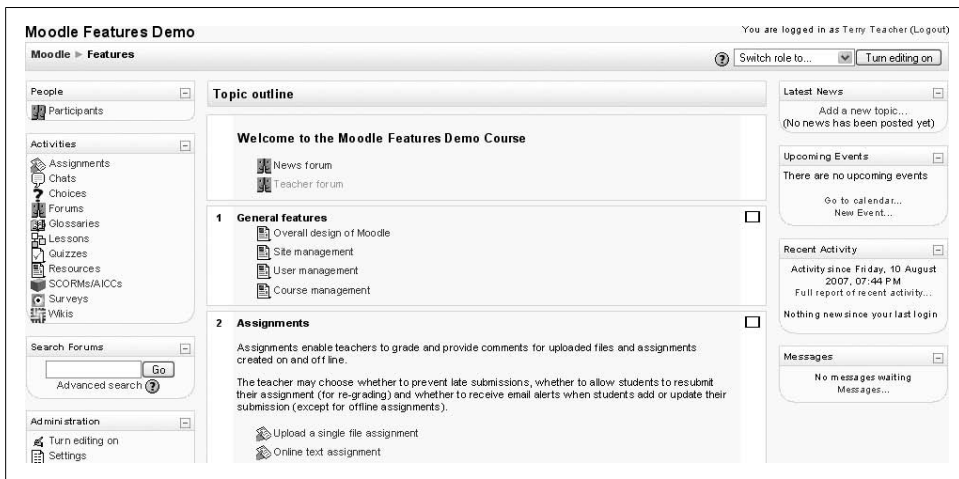 Moodle Features Demo
You are logged in as Terry Teacher (Logout)
Moodle ► Features
Switch role to...
Turn editing on
People
Participants
Activities
Assignments
Chats
Choices
Forums
Glossaries
Lessons
Quizzes
Resources
SCORMs/AICCs
Surveys
Wikis
Search Forums
Go
Advanced search
Administration
Turn editing on
Settings
Topic outline
Welcome to the Moodle Features Demo Course
News forum
Teacher forum
1 General features
Overall design of Moodle
Site management
User management
Course management
2 Assignments
Assignments enable teachers to grade and provide comments for uploaded files and assignments
created on and off line.
The teacher may choose whether to prevent late submissions, whether to allow students to resubmit
their assignment (for re-grading) and whether to receive email alerts when students add or update their
submission (except for offline assignments).
Upload a single file assignment
Online text assignment
Latest News
Add a new topic...
(No news has been posted yet)
Upcoming Events
There are no upcoming events
Go to calendar...
New Event...
Recent Activity
Activity since Friday, 10 August
2007, 07:44 PM
Full report of recent activity...
Nothing new since your last login
Messages
No messages waiting
Messages...